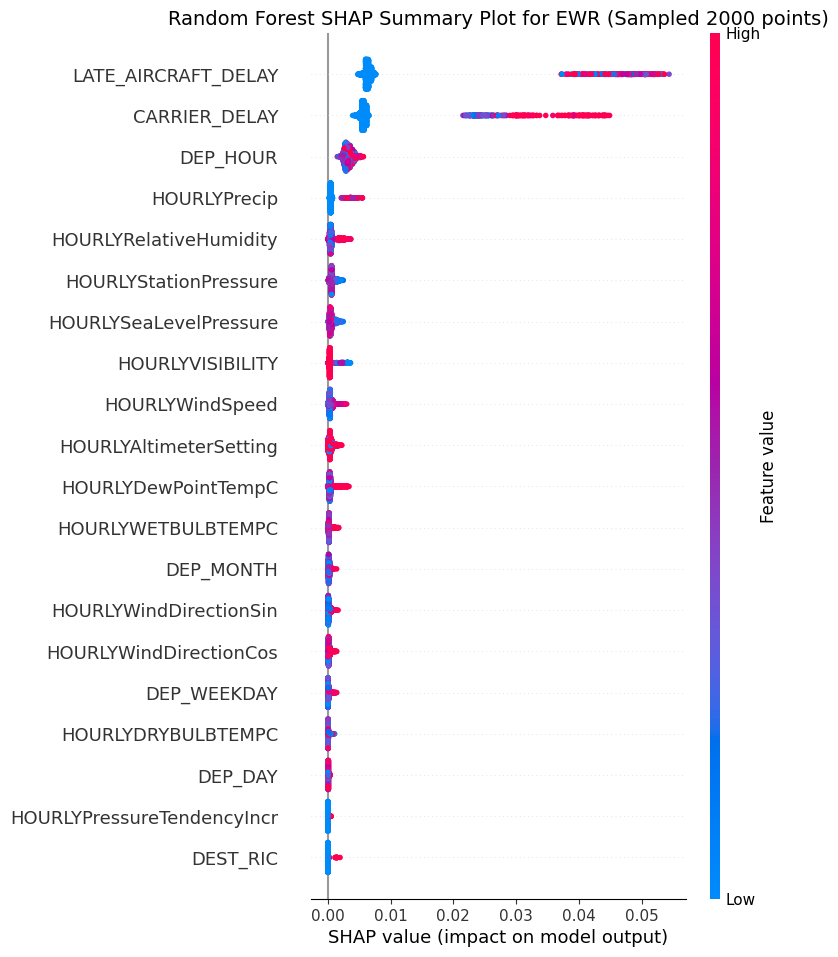 Random Forest SHAP Summary Plot for EWR (Sampled 2000 points)
High
LATE_AIRCRAFT_DELAY
CARRIER_DELAY
DEP_HOUR
HOURLYPrecip
HOURLYRelativeHumidity
HOURLYStationPressure
HOURLYSeaLevelPressure
HOURLYVISIBILITY
HOURLYWindSpeed
HOURLYAltimeterSetting
HOURLYDewPointTempC
HOURLYWETBULBTEMPC
DEP_MONTH
HOURLYWindDirectionSin
HOURLYWindDirectionCos
DEP_WEEKDAY
HOURLYDRYBULBTEMPC
DEP_DAY
HOURLYPressureTendencyIncr
DEST_RIC
Feature value
Low
0.00 0.01 0.02 0.03 0.04 0.05
SHAP value (impact on model output)